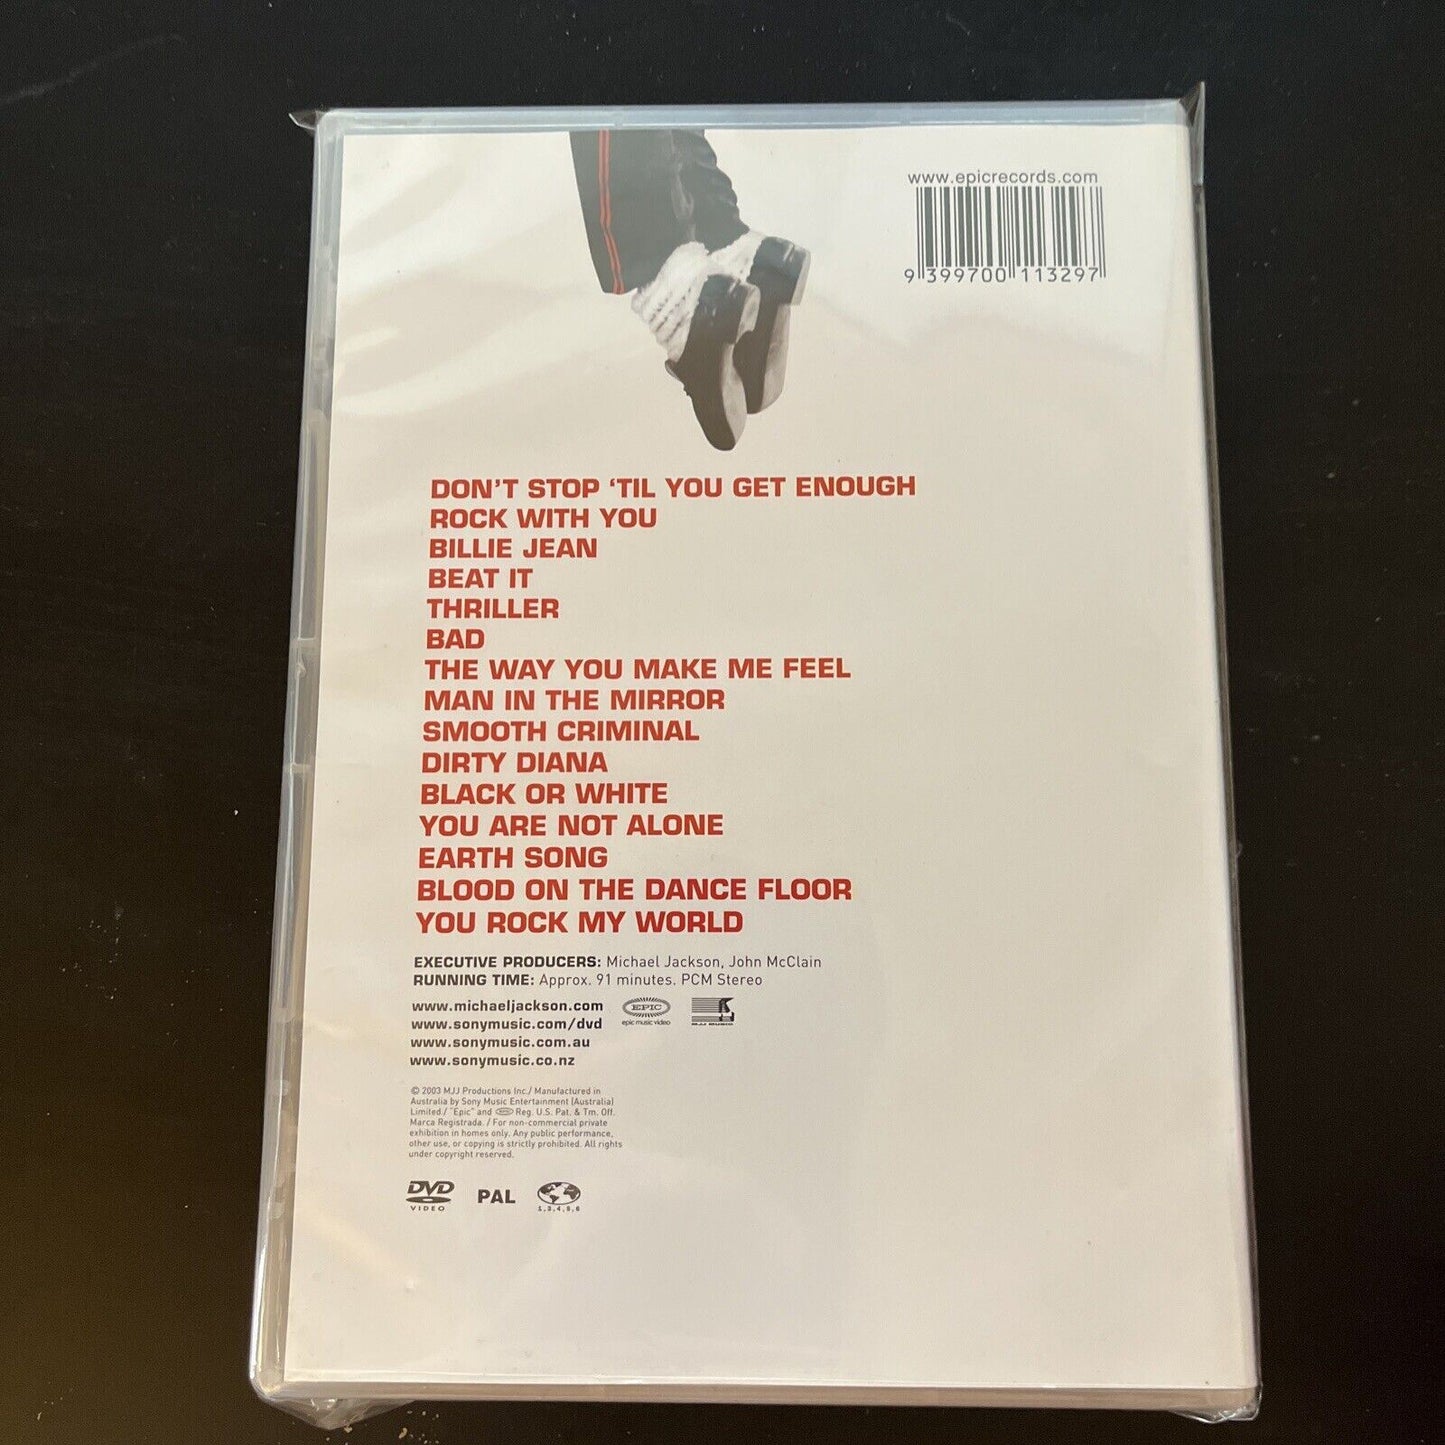 www.epicrecords.com
9 399700 113297
DON'T STOP 'TIL YOU GET ENOUGH
ROCK WITH YOU
BILLIE JEAN
BEAT IT
THRILLER
BAD
THE WAY YOU MAKE ME FEEL
MAN IN THE MIRROR
SMOOTH CRIMINAL
DIRTY DIANA
BLACK OR WHITE
YOU ARE NOT ALONE
EARTH SONG
BLOOD ON THE DANCE FLOOR
YOU ROCK MY WORLD
EXECUTIVE PRODUCERS: Michael Jackson, John McClain
RUNNING TIME: Approx. 91 minutes. PCM Stereo
www.michaeljackson.com
www.sonymusic.com/dvd
www.sonymusic.com.au
www.sonymusic.co.nz
EPIC
epic music video
MJJ MUSIC
© 2003 MJJ Productions Inc./ Manufactured in
Australia by Sony Music Entertainment (Australia)
Limited./ "Epic" and Reg. U.S. Pat. & Tm. Off.
Marca Registrada. / For non-commercial private
exhibition in homes only. Any public performance,
other use, or copying is strictly prohibited. All rights
under copyright reserved.
DVD
VIDEO
PAL
1,3,4,5,6